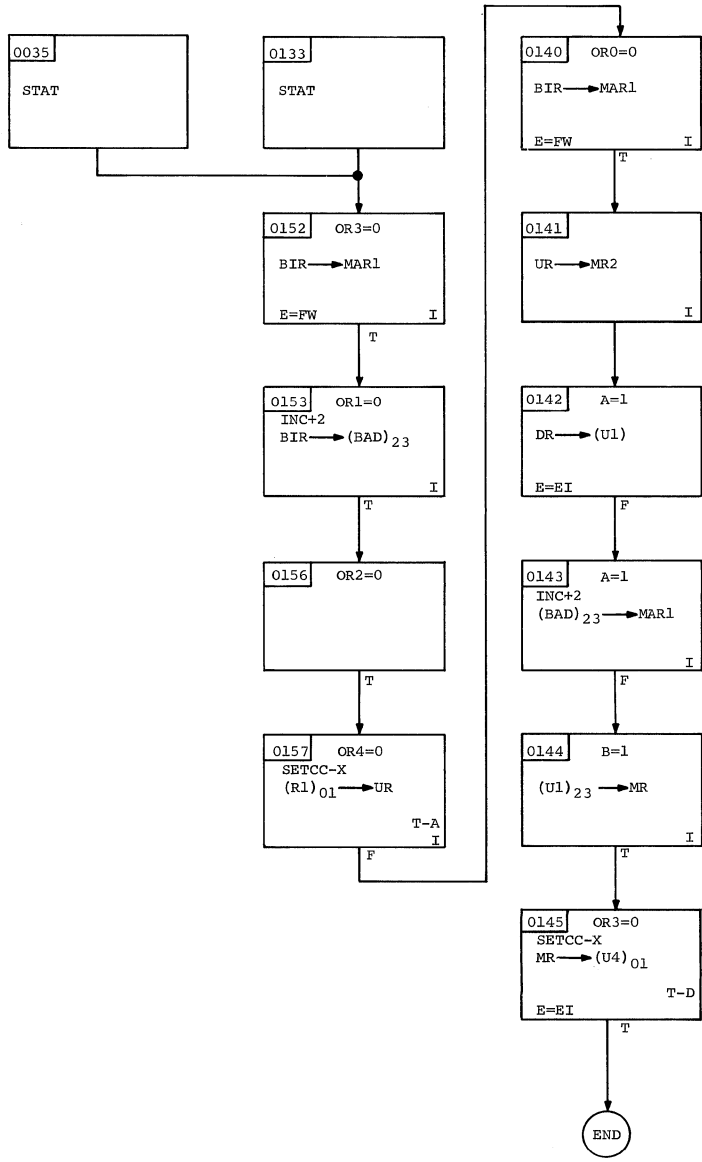 0035
STAT
0133
STAT
0152 OR3=0
BIR→MAR1
E=FW I
T
0153 OR1=0
INC+2
BIR→(BAD)23
I
T
0156 OR2=0
T
0157 OR4=0
SETCC-X
(R1)01→UR
T-A
I
F
0140 OR0=0
BIR→MAR1
E=FW I
T
0141
UR→MR2
I
0142 A=1
DR→(U1)
E=EI
F
0143 A=1
INC+2
(BAD)23→MAR1
I
F
0144 B=1
(U1)23→MR
I
T
0145 OR3=0
SETCC-X
MR→(U4)01
T-D
E=EI
T
END